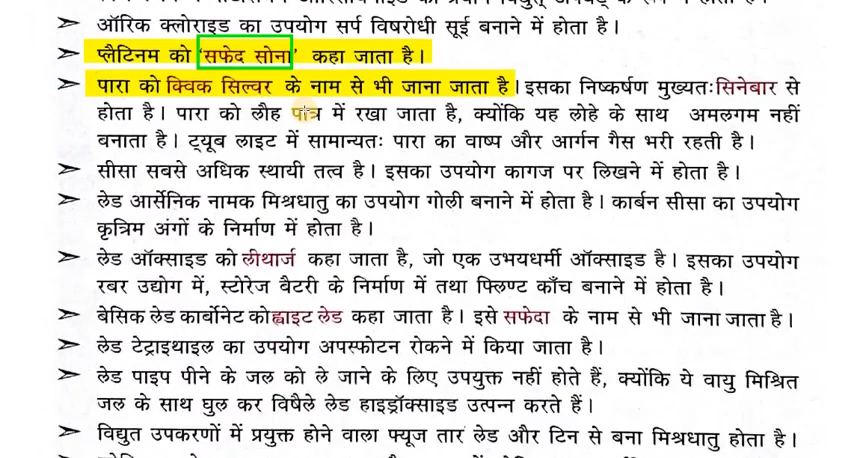 ➢ ऑरिक क्लोराइड का उपयोग सर्प विषरोधी सूई बनाने में होता है।
➢ प्लैटिनम को 'सफेद सोना' कहा जाता है।
➢ पारा को क्विक सिल्वर के नाम से भी जाना जाता है। इसका निष्कर्षण मुख्यतः सिनेबार से
होता है। पारा को लौह पात्र में रखा जाता है, क्योंकि यह लोहे के साथ अमलगम नहीं
बनाता है। ट्यूब लाइट में सामान्यतः पारा का वाष्प और आर्गन गैस भरी रहती है।
➢ सीसा सबसे अधिक स्थायी तत्व है। इसका उपयोग कागज पर लिखने में होता है।
➢ लेड आर्सेनिक नामक मिश्रधातु का उपयोग गोली बनाने में होता है। कार्बन सीसा का उपयोग
कृत्रिम अंगों के निर्माण में होता है।
➢ लेड ऑक्साइड को लीथार्ज कहा जाता है, जो एक उभयधर्मी ऑक्साइड है। इसका उपयोग
रबर उद्योग में, स्टोरेज बैटरी के निर्माण में तथा फ्लिण्ट काँच बनाने में होता है।
➢ बेसिक लेड कार्बोनेट को ह्वाइट लेड कहा जाता है। इसे सफेदा के नाम से भी जाना जाता है।
➢ लेड टेट्राइथाइल का उपयोग अपस्फोटन रोकने में किया जाता है।
➢ लेड पाइप पीने के जल को ले जाने के लिए उपयुक्त नहीं होते हैं, क्योंकि ये वायु मिश्रित
जल के साथ घुल कर विषैले लेड हाइड्रॉक्साइड उत्पन्न करते हैं।
➢ विद्युत उपकरणों में प्रयुक्त होने वाला फ्यूज तार लेड और टिन से बना मिश्रधातु होता है।